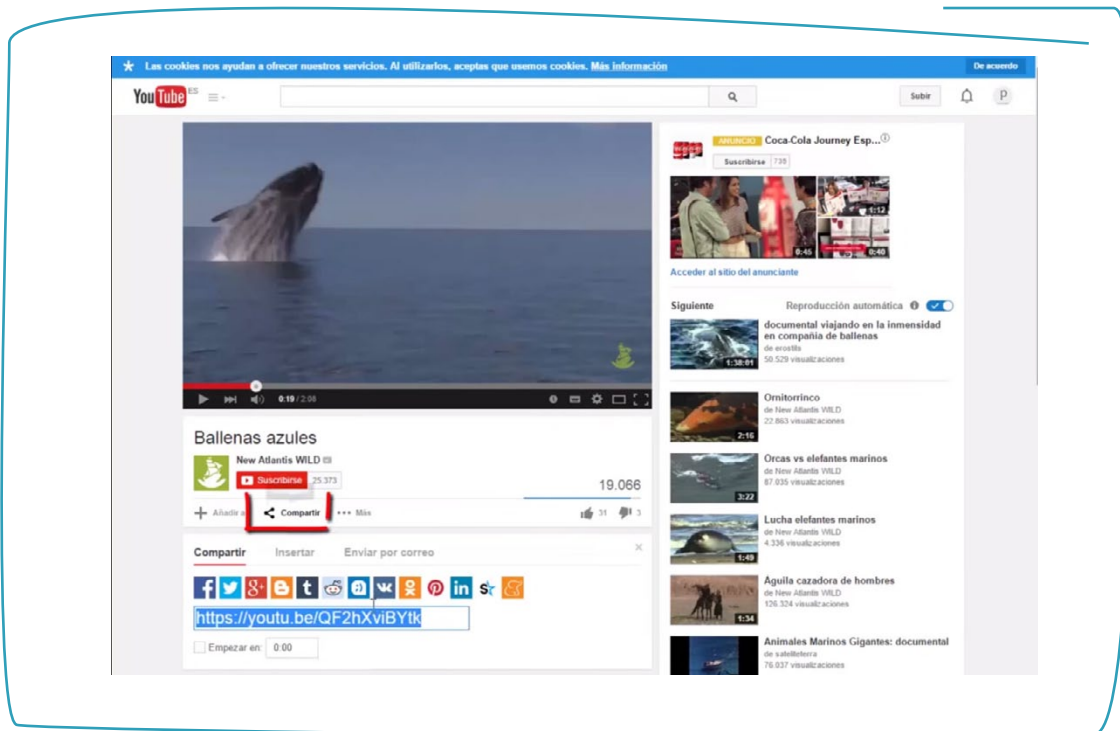 Las cookies nos ayudan a ofrecer nuestros servicios. Al utilizarlos, aceptas que usemos cookies. Más información
De acuerdo
YouTube ES
Subir
P
0:19 / 2:08
Ballenas azules
New Atlantis WILD
Suscribirse 25.373
19.066
Añadir a
Compartir
Más
31 3
Compartir Insertar Enviar por correo
https://youtu.be/QF2hXviBYtk
Empezar en: 0:00
ANUNCIO Coca-Cola Journey Esp...
Suscribirse 739
1:12
0:45
0:40
Acceder al sitio del anunciante
Siguiente Reproducción automática
documental viajando en la inmensidad
en compañia de ballenas
de erostils
50.529 visualizaciones
1:38:01
Ornitorrinco
de New Atlantis WILD
22.863 visualizaciones
2:16
Orcas vs elefantes marinos
de New Atlantis WILD
87.035 visualizaciones
3:22
Lucha elefantes marinos
de New Atlantis WILD
4.336 visualizaciones
1:49
Águila cazadora de hombres
de New Atlantis WILD
126.324 visualizaciones
1:34
Animales Marinos Gigantes: documental
de sateliteterra
76.037 visualizaciones